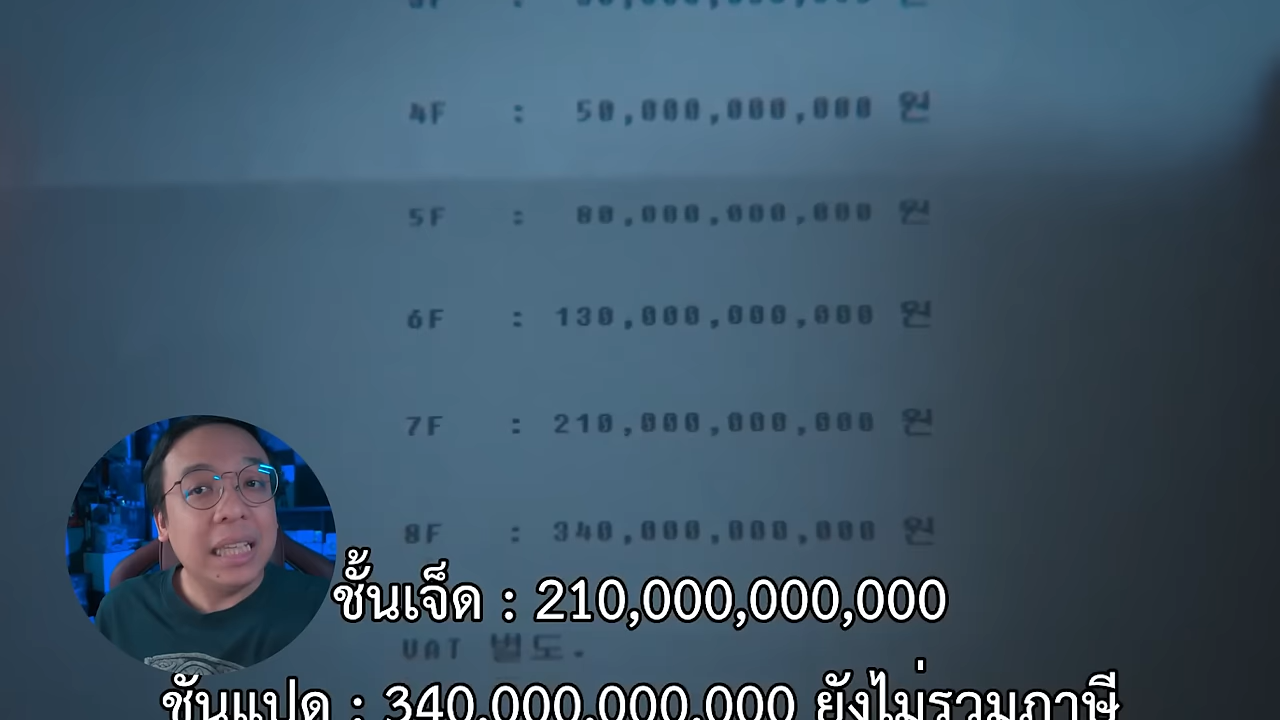 4F : 50,000,000,000 원
5F : 80,000,000,000 원
6F : 130,000,000,000 원
7F : 210,000,000,000 원
8F : 340,000,000,000 원
ชั้นเจ็ด : 210,000,000,000
VAT 별도.
ชั้นแปด : 340,000,000,000 ยังไม่รวมภาษี